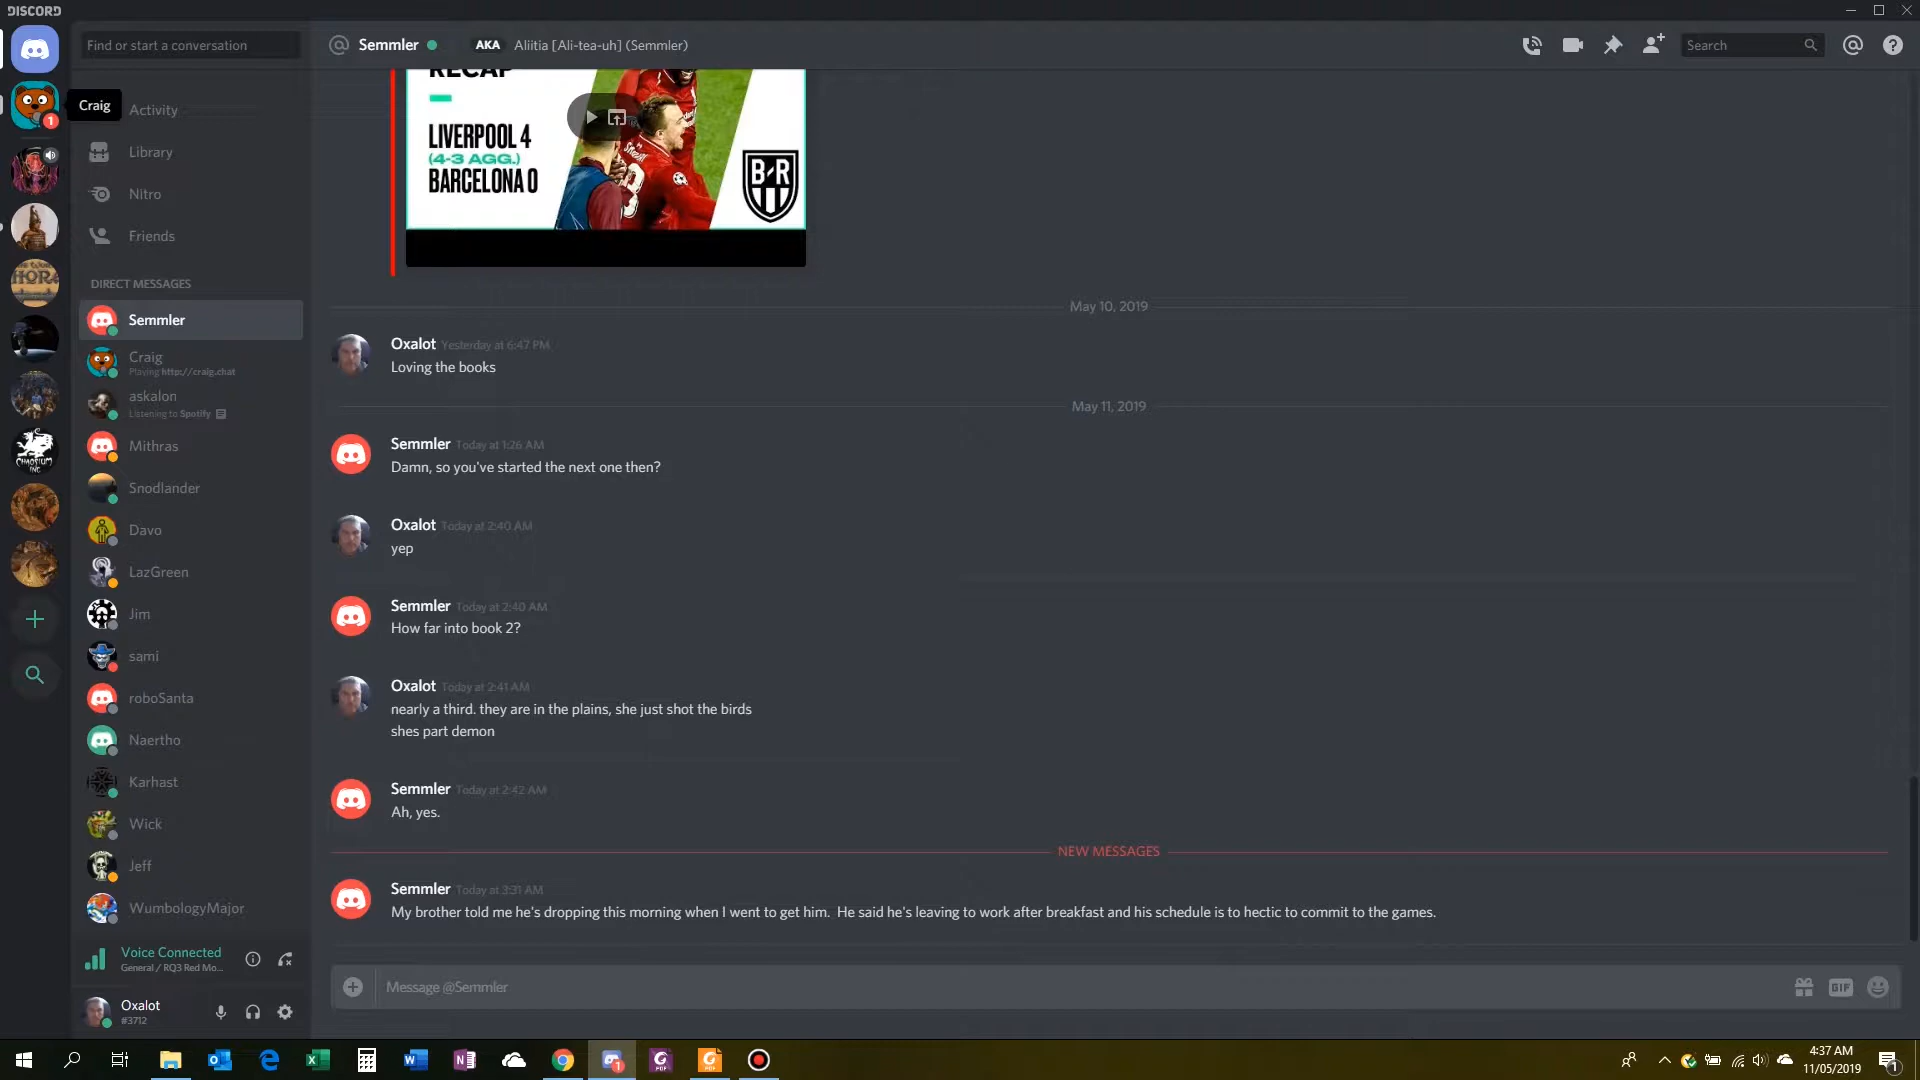 DISCORD
Find or start a conversation
Semmler
AKA
Aliitia [Ali-tea-uh] (Semmler)
Search
Craig
1
Activity
Library
Nitro
Friends
DIRECT MESSAGES
Semmler
Craig
Playing http://craig.chat
askalon
Listening to Spotify
Mithras
Snodlander
Davo
LazGreen
Jim
sami
roboSanta
Naertho
Karhast
Wick
Jeff
WumbologyMajor
Voice Connected
General / RQ3 Red Mo...
Oxalot
#3712
CHAOSIUM
INC
RECAP
LIVERPOOL 4
(4-3 AGG.)
BARCELONA 0
B R
May 10, 2019
Oxalot Yesterday at 6:47 PM
Loving the books
May 11, 2019
Semmler Today at 1:26 AM
Damn, so you've started the next one then?
Oxalot Today at 2:40 AM
yep
Semmler Today at 2:40 AM
How far into book 2?
Oxalot Today at 2:41 AM
nearly a third. they are in the plains, she just shot the birds
shes part demon
Semmler Today at 2:42 AM
Ah, yes.
NEW MESSAGES
Semmler Today at 3:31 AM
My brother told me he's dropping this morning when I went to get him. He said he's leaving to work after breakfast and his schedule is to hectic to commit to the games.
Message @Semmler
GIF
4:37 AM
11/05/2019
1